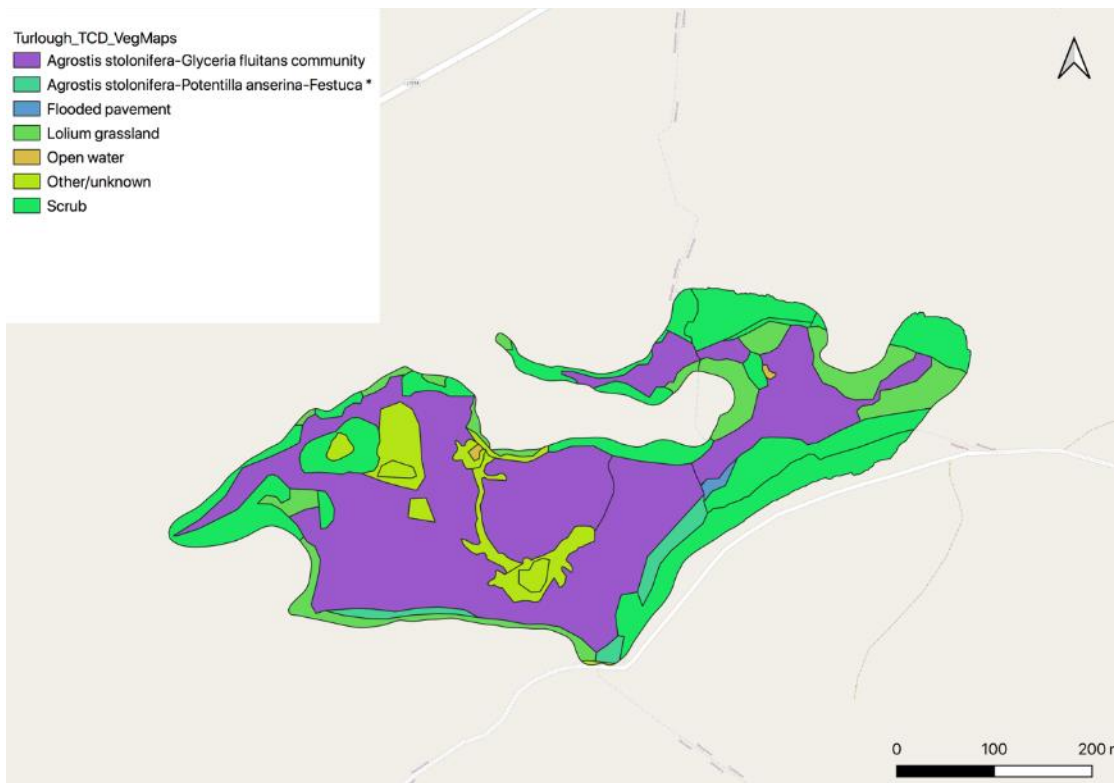 Turlough_TCD_VegMaps
Agrostis stolonifera-Glyceria fluitans community
Agrostis stolonifera-Potentilla anserina-Festuca *
Flooded pavement
Lolium grassland
Open water
Other/unknown
Scrub
0 100 200 m